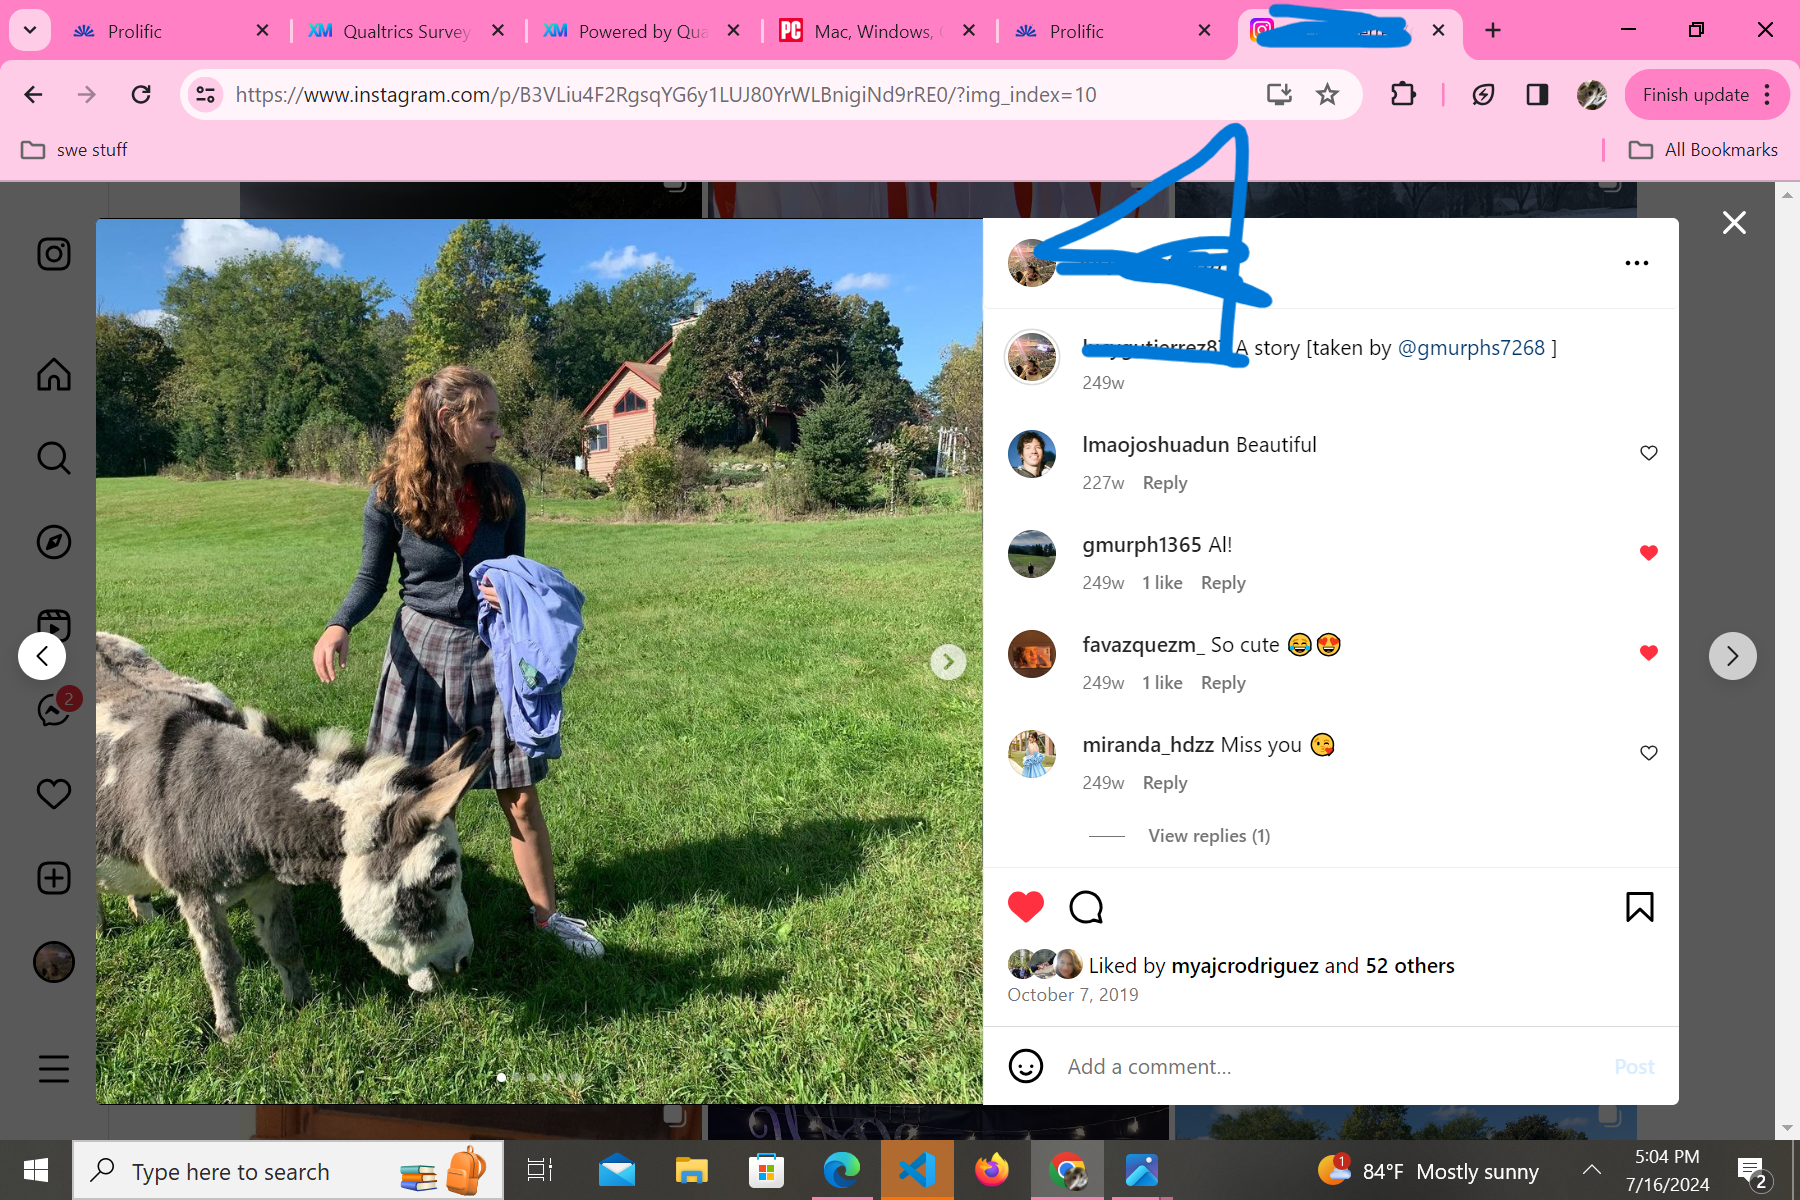 Prolific
Qualtrics Survey
Powered by Qua
PC
Mac, Windows,
Prolific
https://www.instagram.com/p/B3VLiu4F2RgsqYG6y1LUJ80YrWLBnigiNd9rRE0/?img_index=10
Finish update
swe stuff
All Bookmarks
A story [taken by @gmurphs7268 ]
249w
lmaojoshuadun Beautiful
227w Reply
gmurph1365 Al!
249w 1 like Reply
favazquezm_ So cute 😂😍
249w 1 like Reply
miranda_hdzz Miss you 😘
249w Reply
View replies (1)
2
Liked by myajcrodriguez and 52 others
October 7, 2019
Add a comment...
Post
Type here to search
1
84°F Mostly sunny
5:04 PM
7/16/2024
2